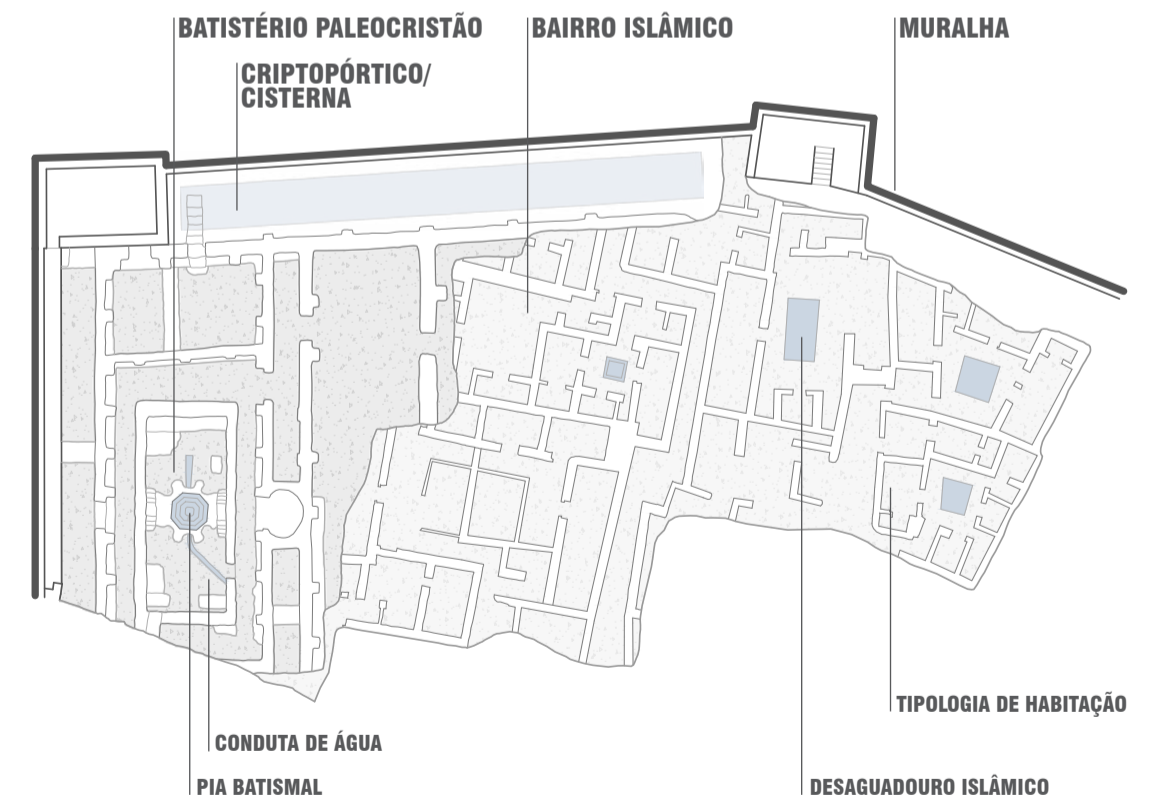 BATISTÉRIO PALEOCRISTÃO
BAIRRO ISLÂMICO
MURALHA
CRIPTOPÓRTICO/
CISTERNA
TIPOLOGIA DE HABITAÇÃO
CONDUTA DE ÁGUA
PIA BATISMAL
DESAGUADOURO ISLÂMICO